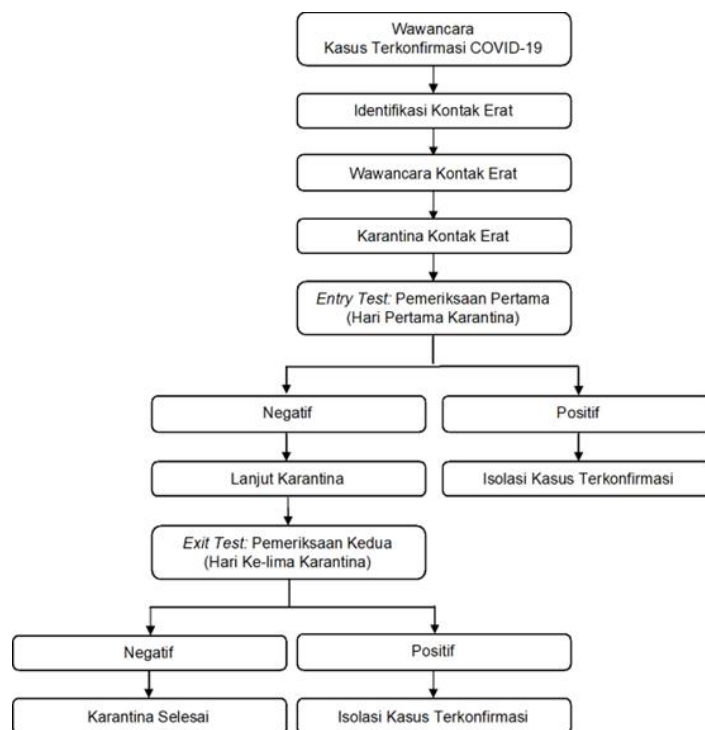 Wawancara
Kasus Terkonfirmasi COVID-19
Identifikasi Kontak Erat
Wawancara Kontak Erat
Karantina Kontak Erat
Entry Test: Pemeriksaan Pertama
(Hari Pertama Karantina)
Negatif
Positif
Lanjut Karantina
Isolasi Kasus Terkonfirmasi
Exit Test: Pemeriksaan Kedua
(Hari Ke-lima Karantina)
Negatif
Positif
Karantina Selesai
Isolasi Kasus Terkonfirmasi